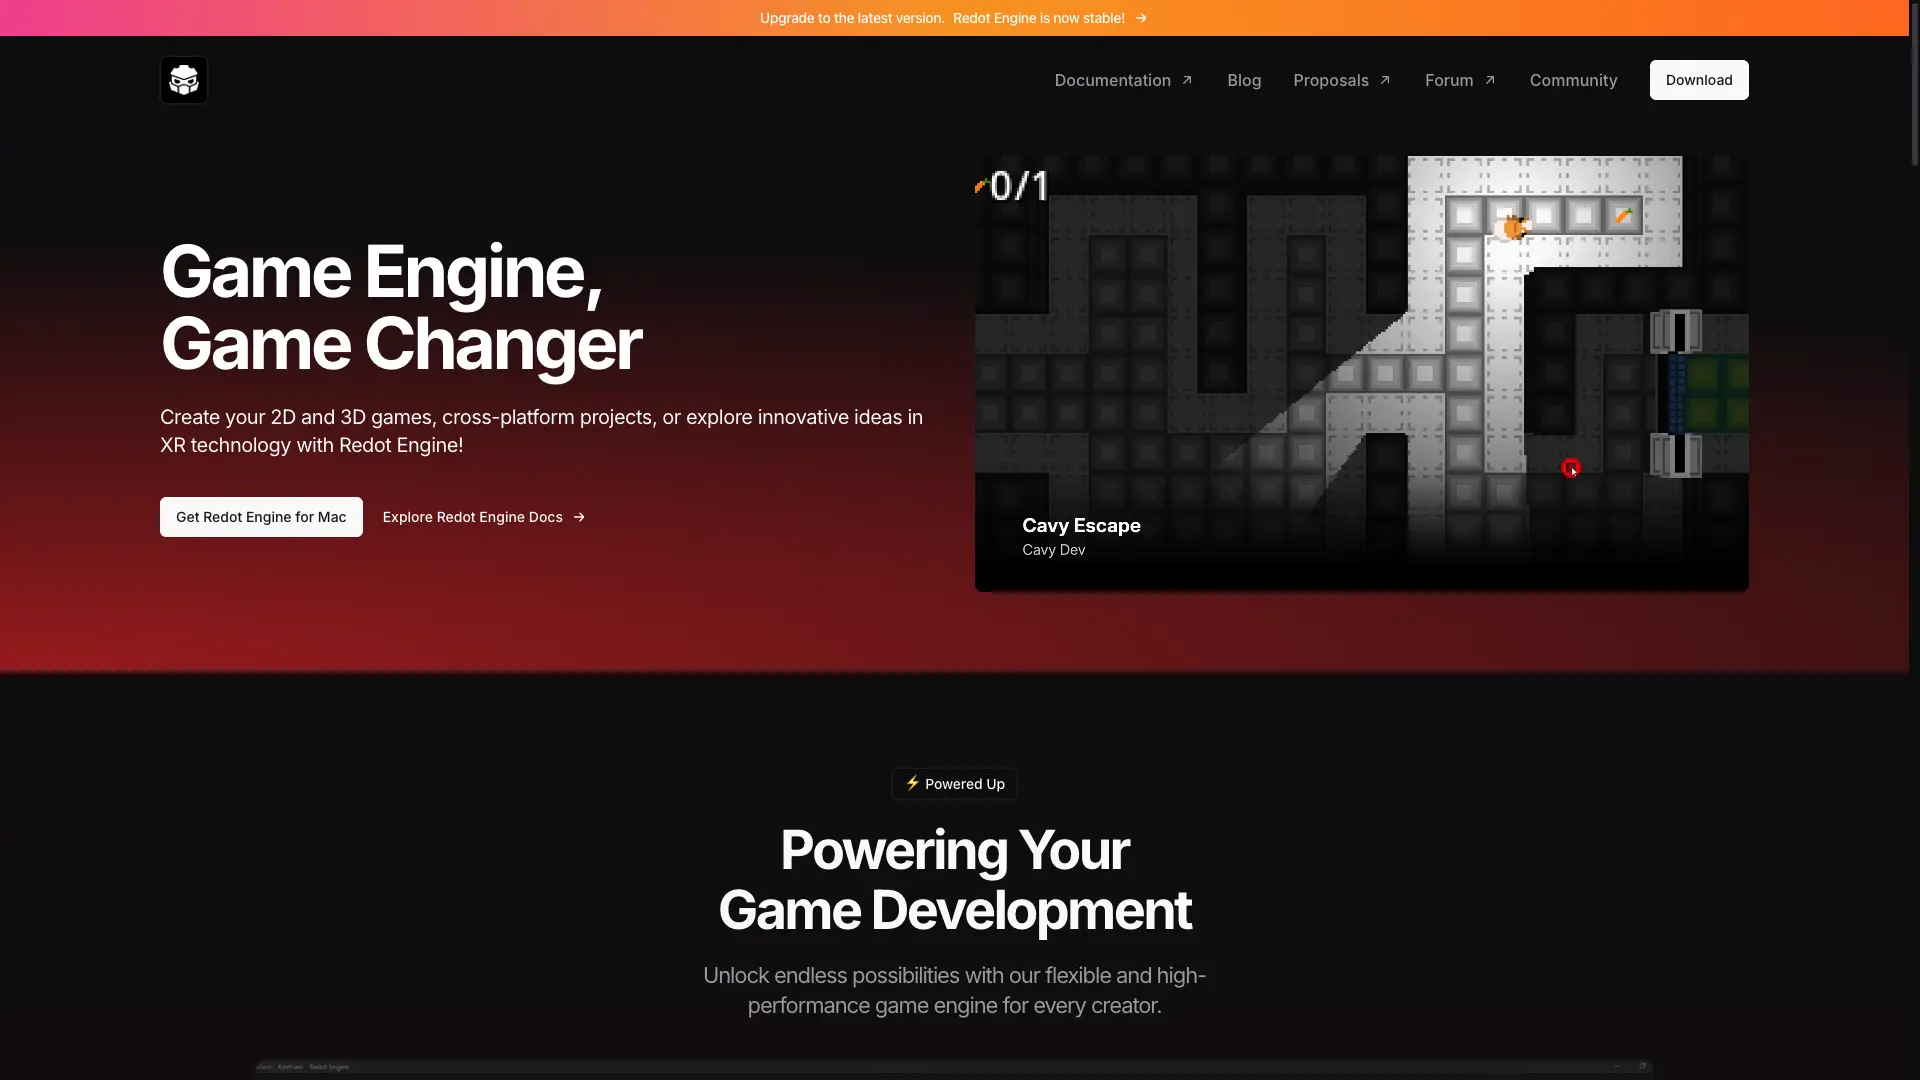 Upgrade to the latest version. Redot Engine is now stable! →
Documentation ↗ Blog Proposals ↗ Forum ↗ Community Download
0/1
Game Engine,
Game Changer
Create your 2D and 3D games, cross-platform projects, or explore innovative ideas in
XR technology with Redot Engine!
Get Redot Engine for Mac Explore Redot Engine Docs →
Cavy Escape
Cavy Dev
⚡ Powered Up
Powering Your
Game Development
Unlock endless possibilities with our flexible and high-
performance game engine for every creator.
Redot Engine